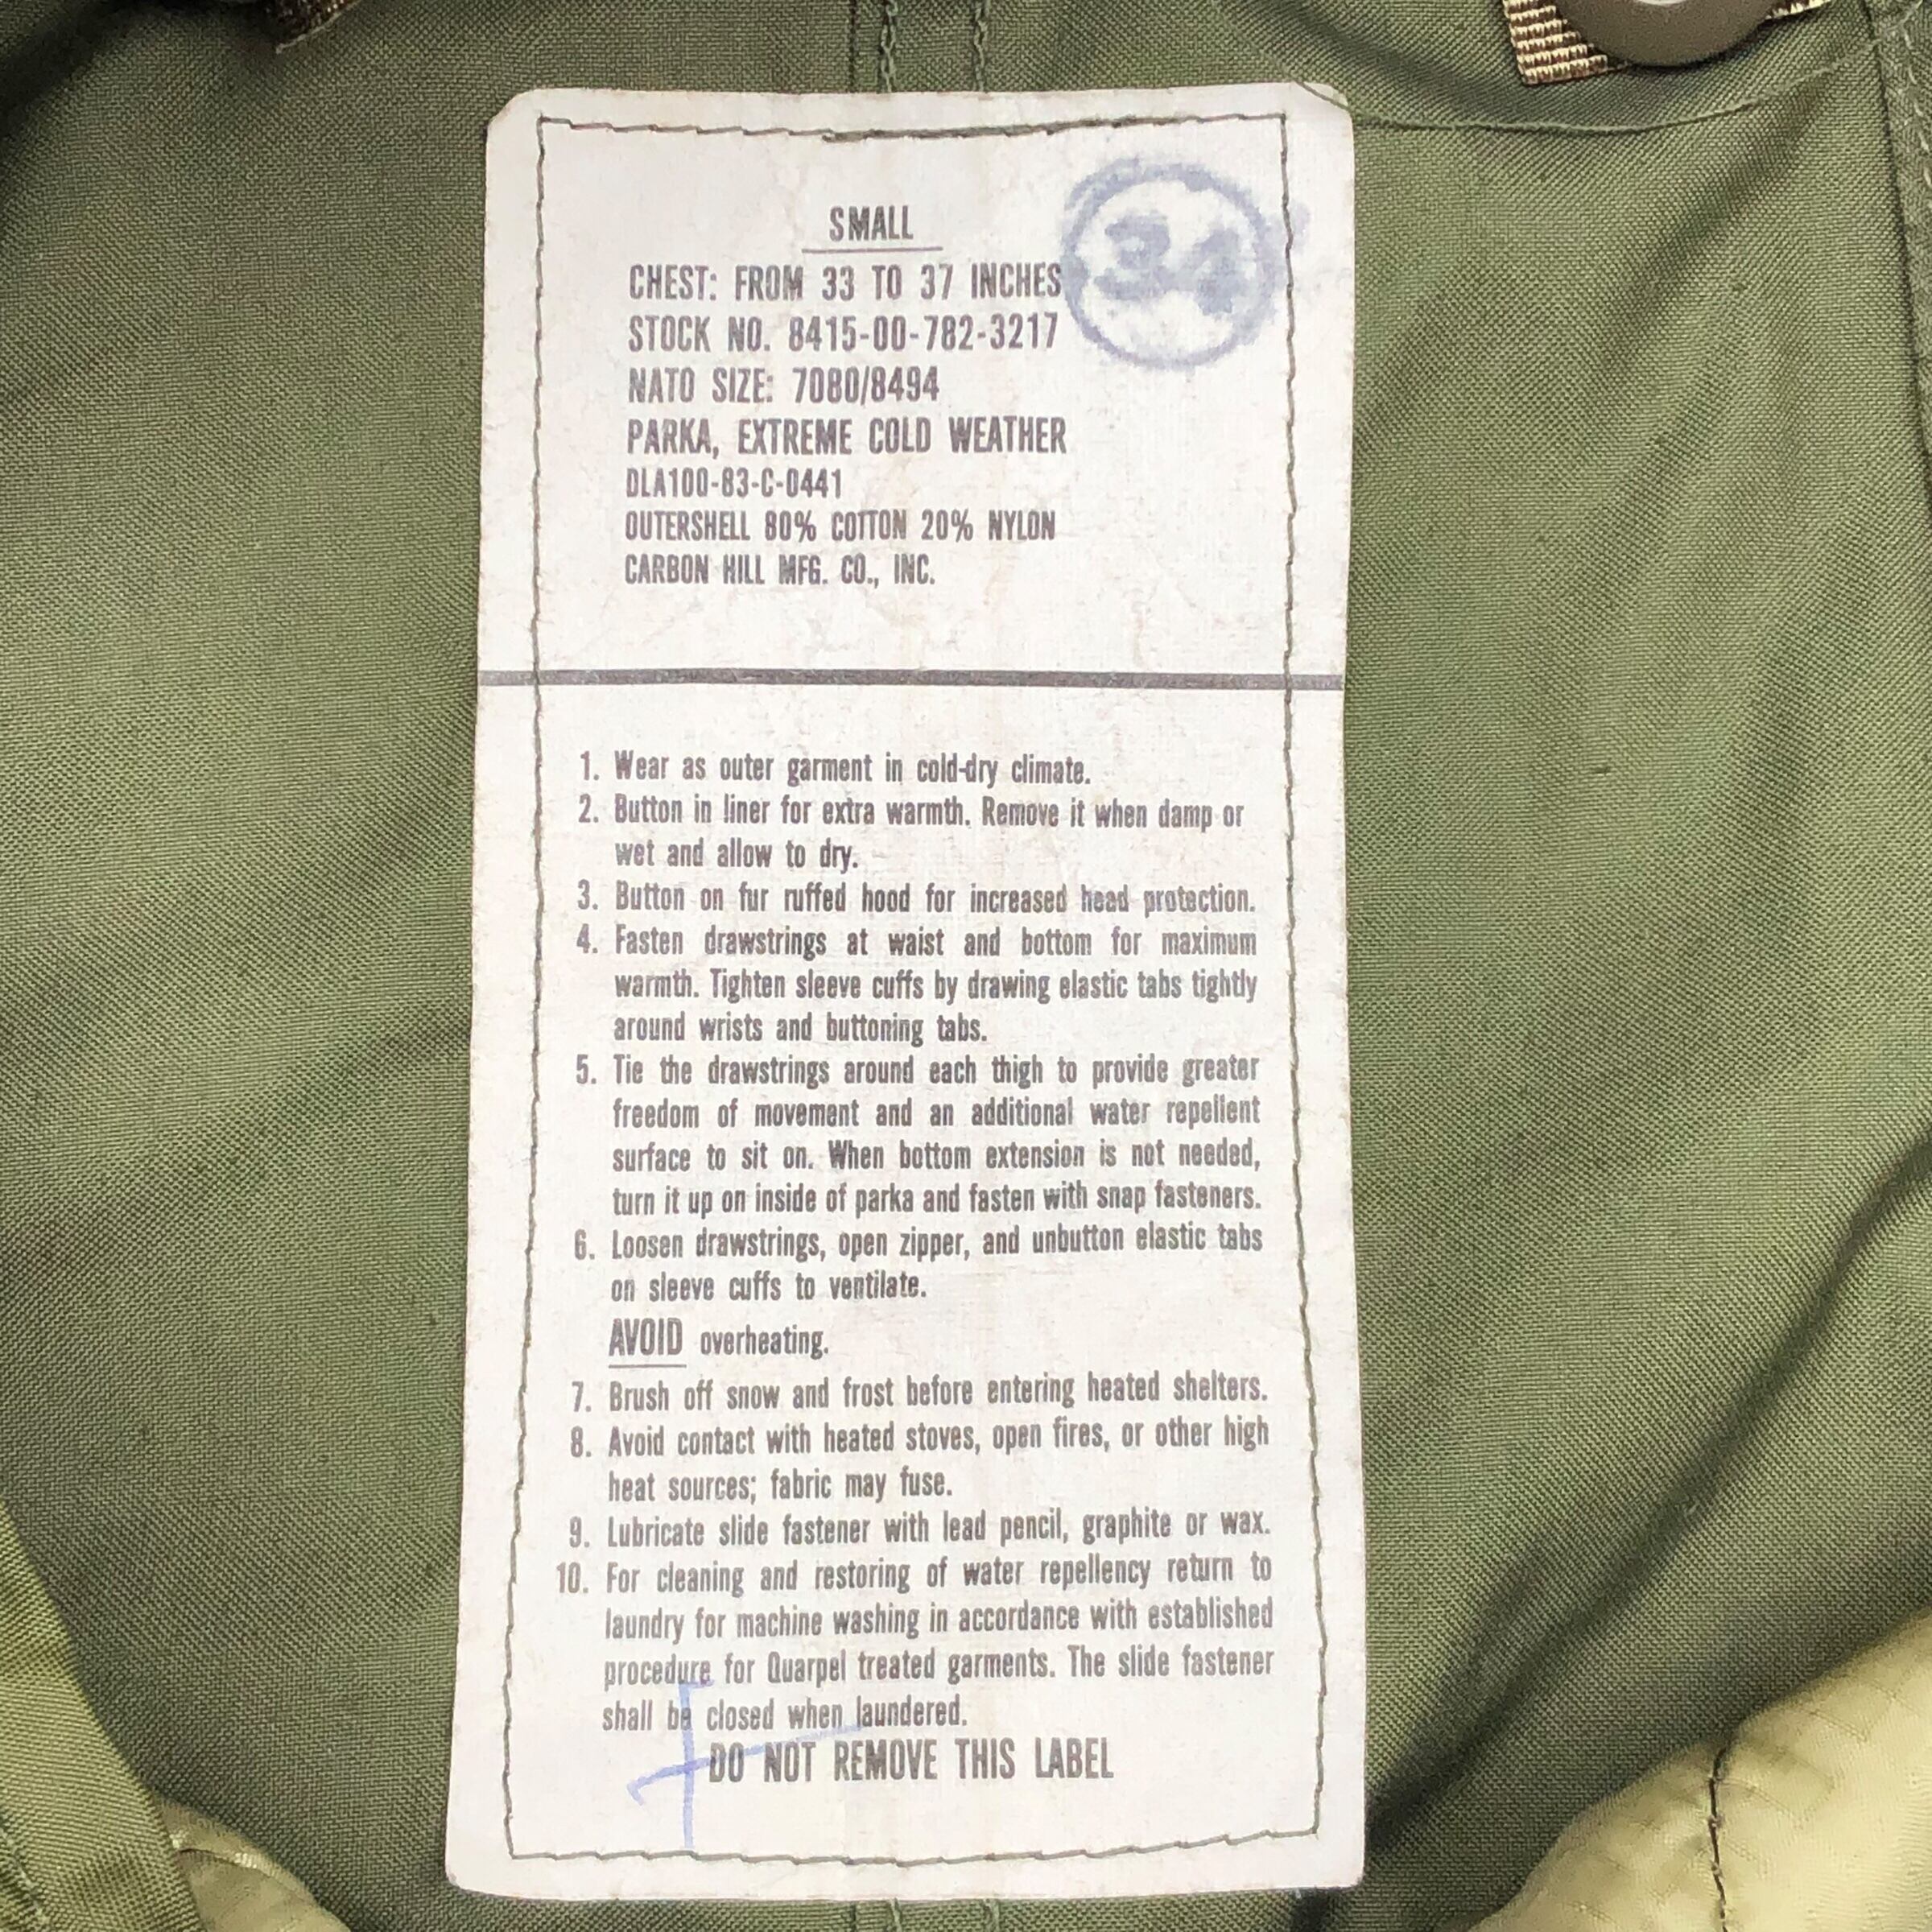 34
SMALL
CHEST: FROM 33 TO 37 INCHES
STOCK NO. 8415-00-782-3217
NATO SIZE: 7080/8494
PARKA, EXTREME COLD WEATHER
DLA100-83-C-0441
OUTERSHELL 80% COTTON 20% NYLON
CARBON HILL MFG. CO., INC.
1. Wear as outer garment in cold-dry climate.
2. Button in liner for extra warmth. Remove it when damp or
wet and allow to dry.
3. Button on fur ruffed hood for increased head protection.
4. Fasten drawstrings at waist and bottom for maximum
warmth. Tighten sleeve cuffs by drawing elastic tabs tightly
around wrists and buttoning tabs.
5. Tie the drawstrings around each thigh to provide greater
freedom of movement and an additional water repellent
surface to sit on. When bottom extension is not needed,
turn it up on inside of parka and fasten with snap fasteners.
6. Loosen drawstrings, open zipper, and unbutton elastic tabs
on sleeve cuffs to ventilate.
AVOID overheating.
7. Brush off snow and frost before entering heated shelters.
8. Avoid contact with heated stoves, open fires, or other high
heat sources; fabric may fuse.
9. Lubricate slide fastener with lead pencil, graphite or wax.
10. For cleaning and restoring of water repellency return to
laundry for machine washing in accordance with established
procedure for Quarpel treated garments. The slide fastener
shall be closed when laundered.
DO NOT REMOVE THIS LABEL